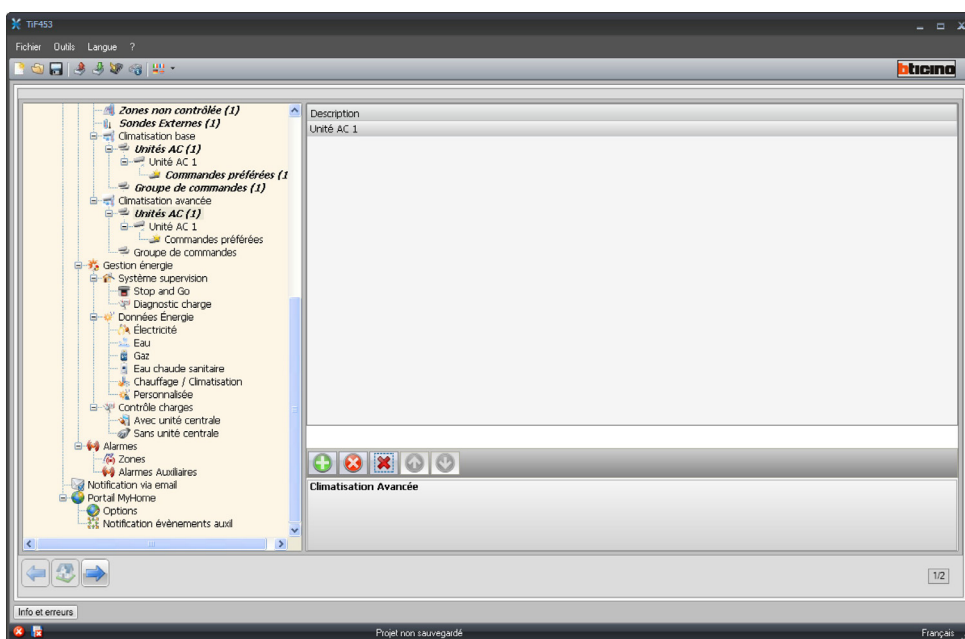 TiF453
Fichier Outils Langue ?
bticino
Zones non contrôlée (1)
Sondes Externes (1)
Climatisation base
Unités AC (1)
Unité AC 1
Commandes préférées (1
Groupe de commandes (1)
Climatisation avancée
Unités AC (1)
Unité AC 1
Commandes préférées
Groupe de commandes
Gestion énergie
Système supervision
Stop and Go
Diagnostic charge
Données Énergie
Électricité
Eau
Gaz
Eau chaude sanitaire
Chauffage / Climatisation
Personnalisée
Contrôle charges
Avec unité centrale
Sans unité centrale
Alarmes
Zones
Alarmes Auxiliaires
Notification via email
Portail MyHome
Options
Notification évènements auxil
Description
Unité AC 1
Climatisation Avancée
1/2
Info et erreurs
Projet non sauvegardé
Français